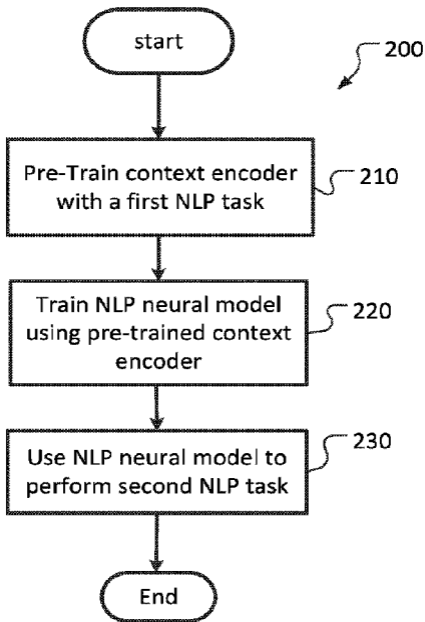 start
200
Pre-Train context encoder
with a first NLP task
210
Train NLP neural model
using pre-trained context
encoder
220
Use NLP neural model to
perform second NLP task
230
End